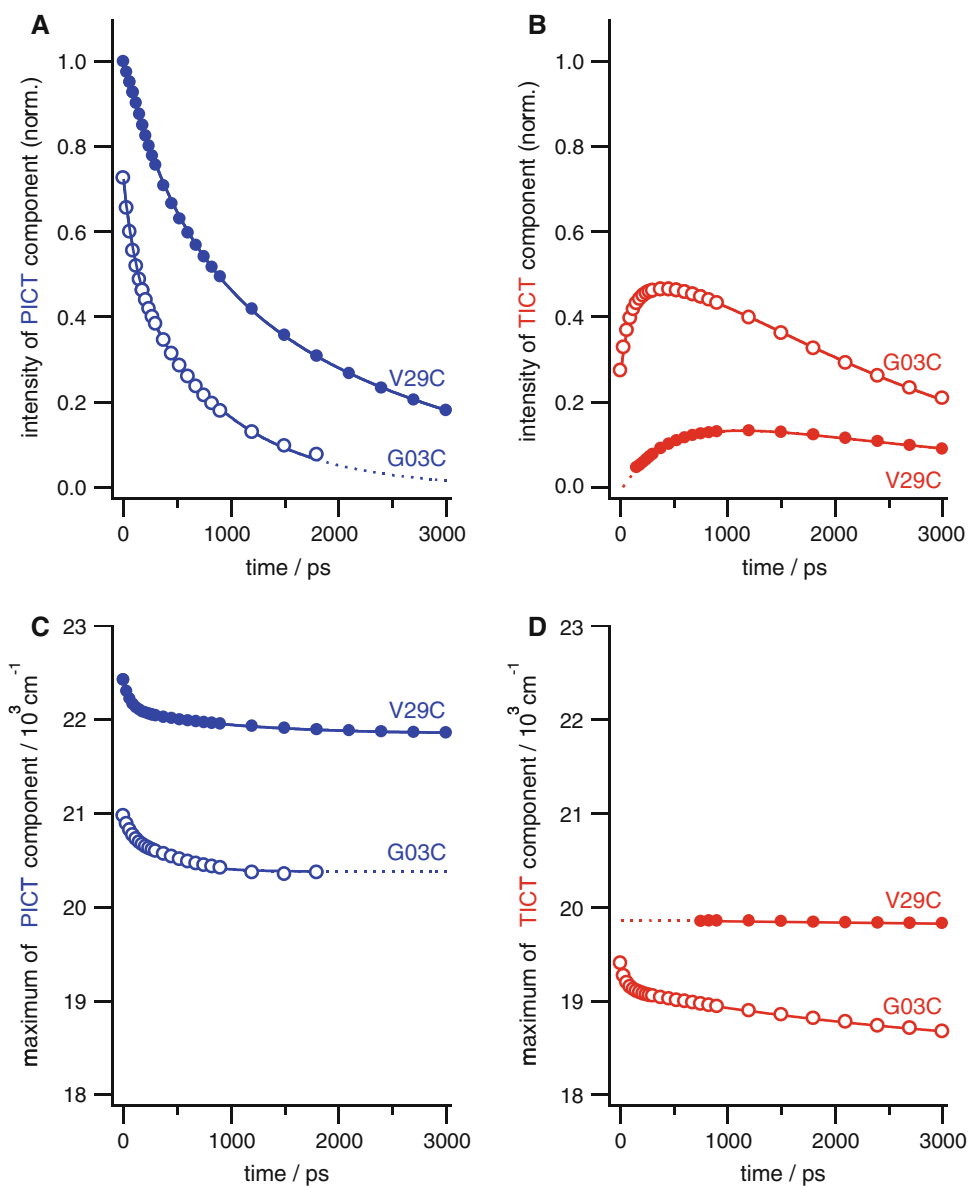 A
intensity of PICT component (norm.)
1.0
0.8
0.6
0.4
0.2
0.0
V29C
G03C
0 1000 2000 3000
time / ps
B
intensity of TICT component (norm.)
1.0
0.8
0.6
0.4
0.2
0.0
G03C
V29C
0 1000 2000 3000
time / ps
C
maximum of PICT component / 10³ cm⁻¹
23
22
21
20
19
18
V29C
G03C
0 1000 2000 3000
time / ps
D
maximum of TICT component / 10³ cm⁻¹
23
22
21
20
19
18
V29C
G03C
0 1000 2000 3000
time / ps